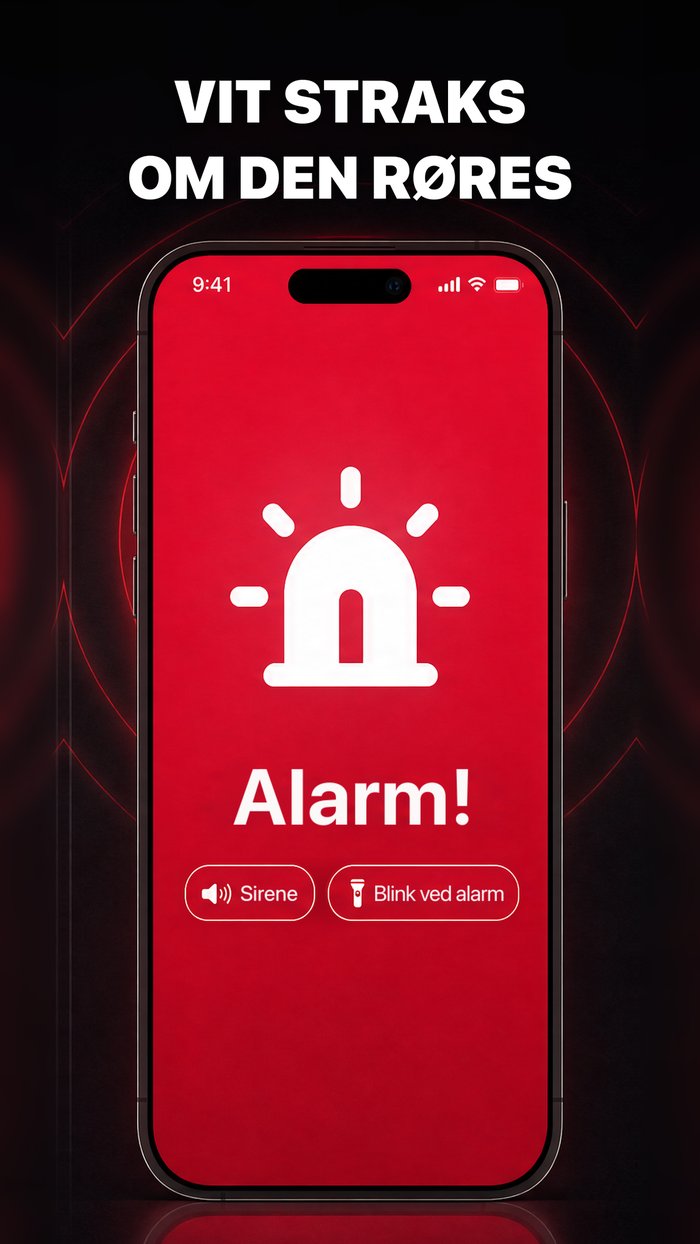 VIT STRAKS
OM DEN RØRES
9:41
Alarm!
Sirene
Blink ved alarm